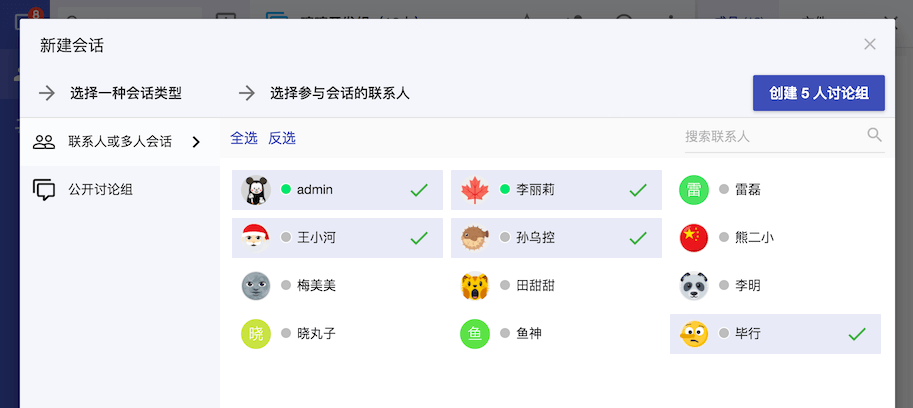 8
新建会话
选择一种会话类型
选择参与会话的联系人
创建 5 人讨论组
联系人或多人会话
全选 反选
搜索联系人
公开讨论组
admin
李丽莉
雷 雷磊
王小河
孙乌控
熊二小
梅美美
田甜甜
李明
晓 晓丸子
鱼 鱼神
毕行